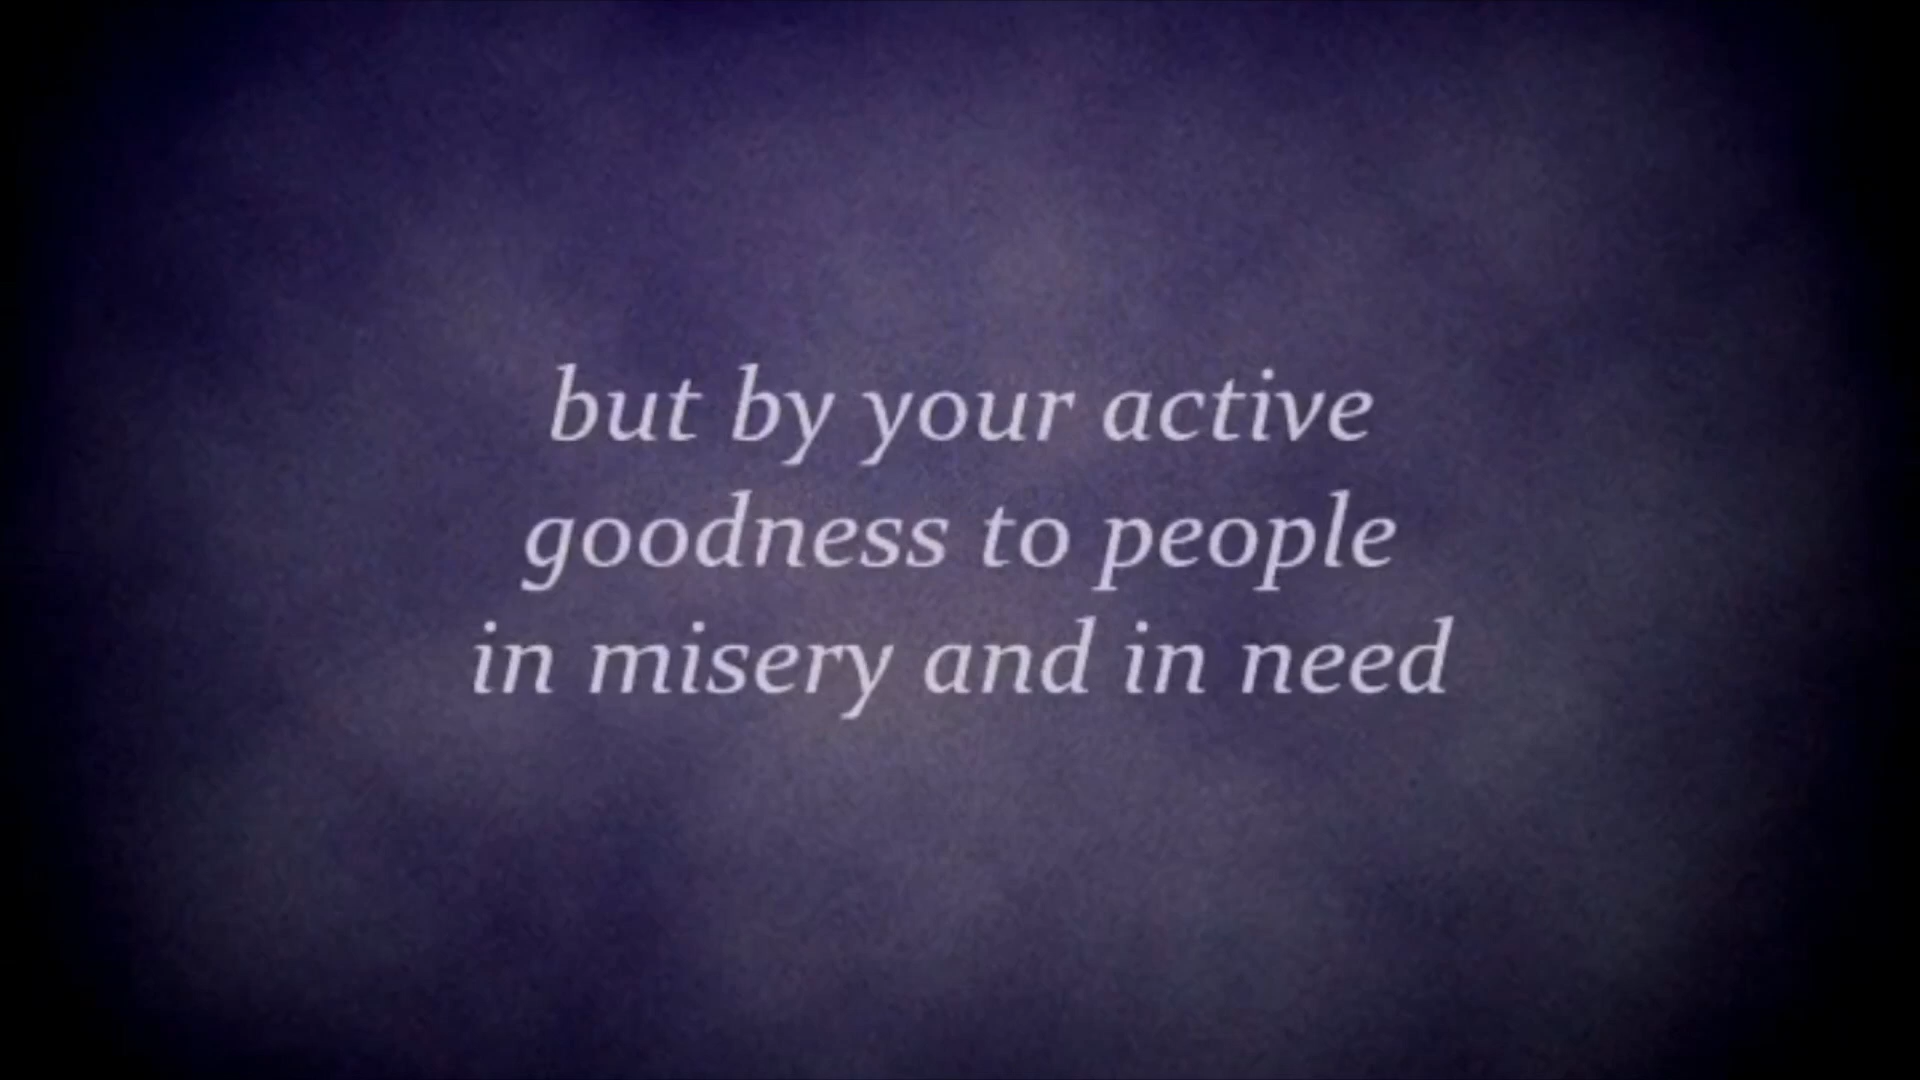 but by your active
goodness to people
in misery and in need